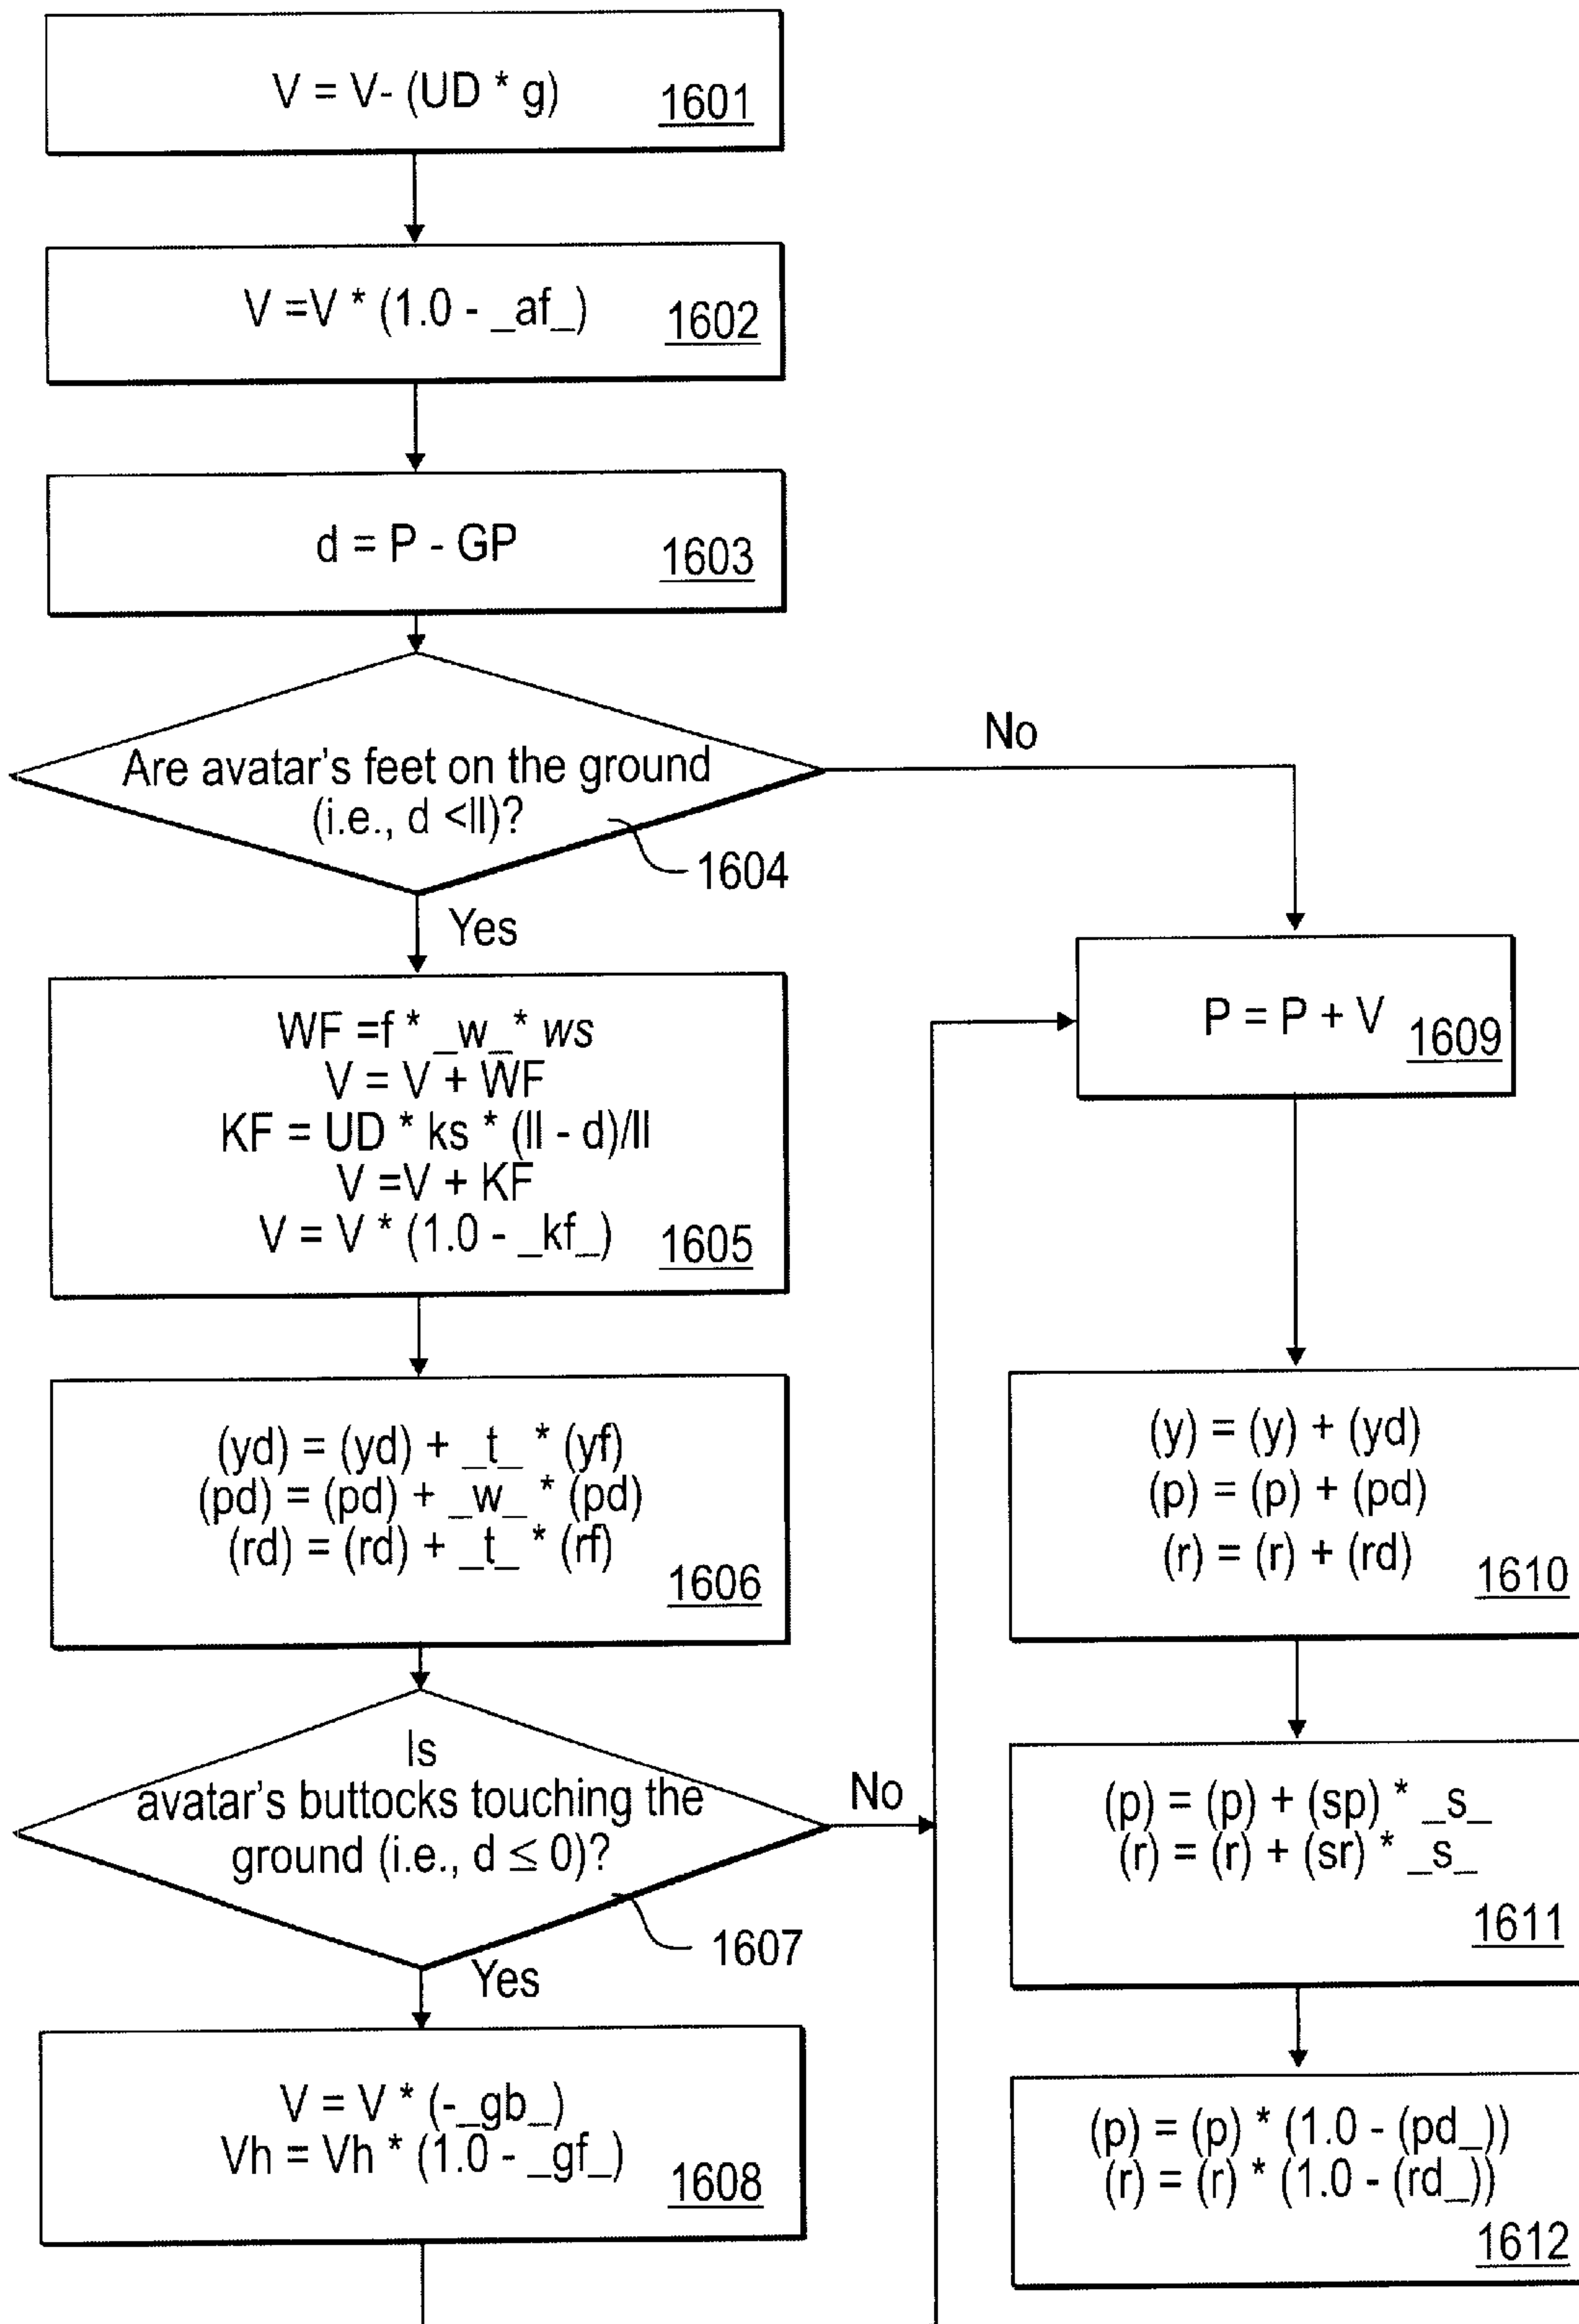 V = V- (UD * g)
1601
V =V * (1.0 - _af_)
1602
d = P - GP
1603
Are avatar's feet on the ground
(i.e., d <ll)?
1604
No
Yes
WF =f * _w_* ws
V = V + WF
KF = UD * ks * (ll - d)/ll
V =V + KF
V = V * (1.0 - _kf_)
1605
(yd) = (yd) + _t_ * (yf)
(pd) = (pd) + _w_ * (pd)
(rd) = (rd) + _t_ * (rf)
1606
Is
avatar's buttocks touching the
ground (i.e., d ≤ 0)?
1607
No
Yes
V = V * (-_gb_)
Vh = Vh * (1.0 - _gf_)
1608
P = P + V
1609
(y) = (y) + (yd)
(p) = (p) + (pd)
(r) = (r) + (rd)
1610
(p) = (p) + (sp) * _s_
(r) = (r) + (sr) * _s_
1611
(p) = (p) * (1.0 - (pd_))
(r) = (r) * (1.0 - (rd_))
1612